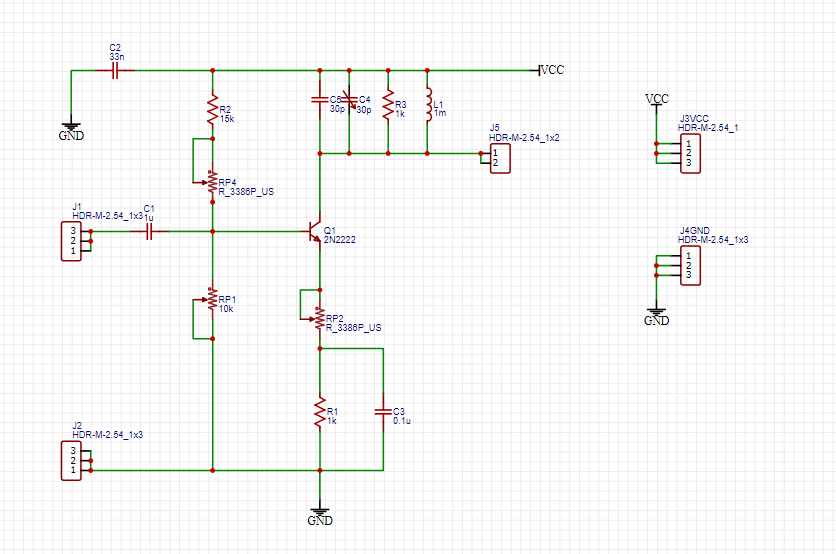 C2
33n
VCC
GND
R2
15k
C5
30p
C4
30p
R3
1k
L1
1m
J5
HDR-M-2.54_1x2
1
2
VCC
J3VCC
HDR-M-2.54_1
1
2
3
RP4
R_3386P_US
J1
HDR-M-2.54_1x3
3
2
1
C1
1u
Q1
2N2222
J4GND
HDR-M-2.54_1x3
1
2
3
GND
RP1
10k
RP2
R_3386P_US
R1
1k
C3
0.1u
J2
HDR-M-2.54_1x3
3
2
1
GND